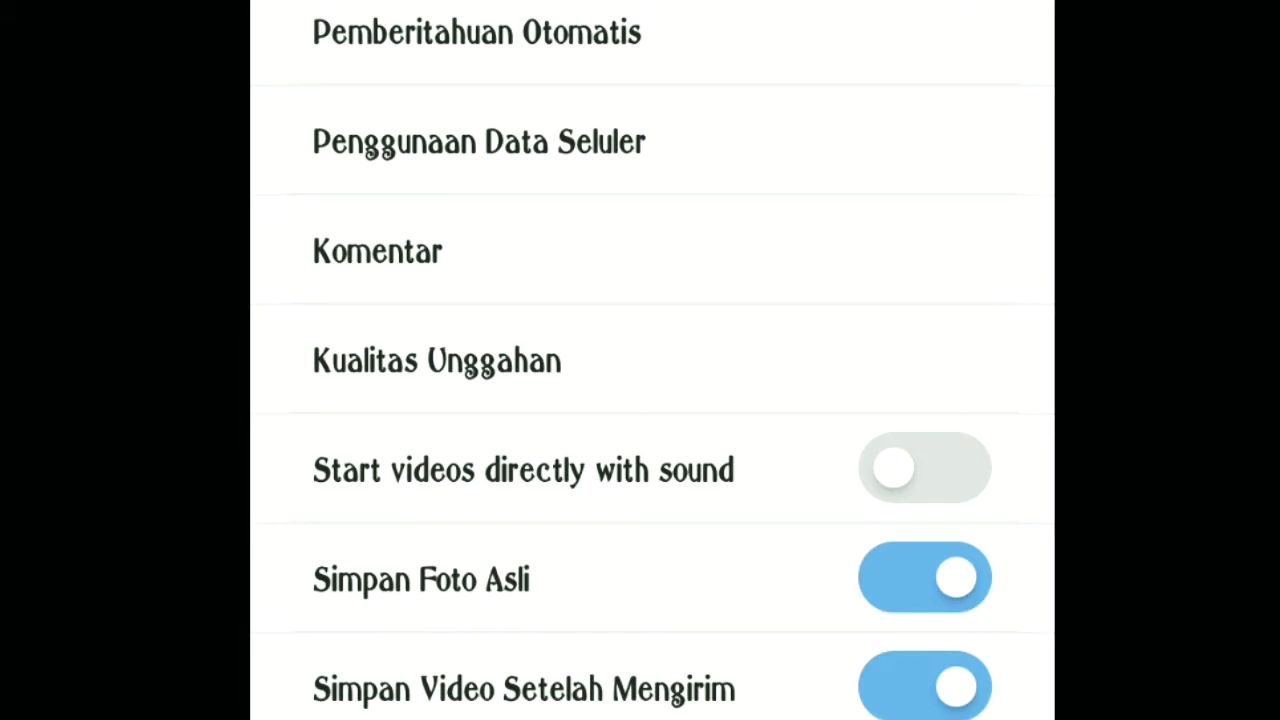 Pemberitahuan Otomatis
Penggunaan Data Seluler
Komentar
Kualitas Unggahan
Start videos directly with sound
Simpan Foto Asli
Simpan Video Setelah Mengirim